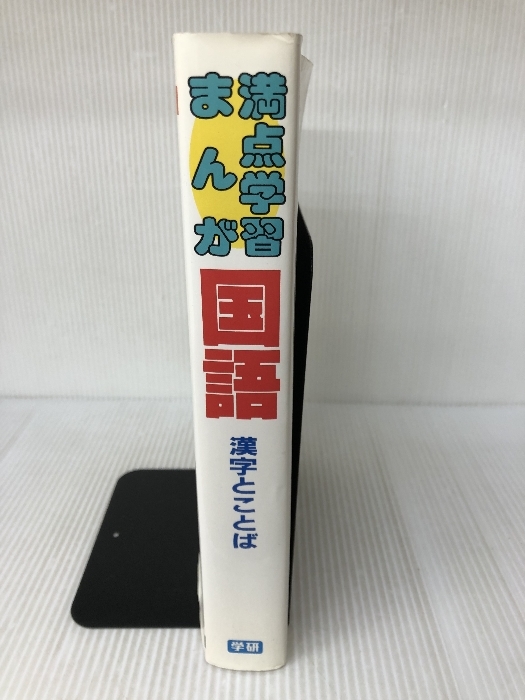 満点学習
まんが
国語
漢字とことば
学研